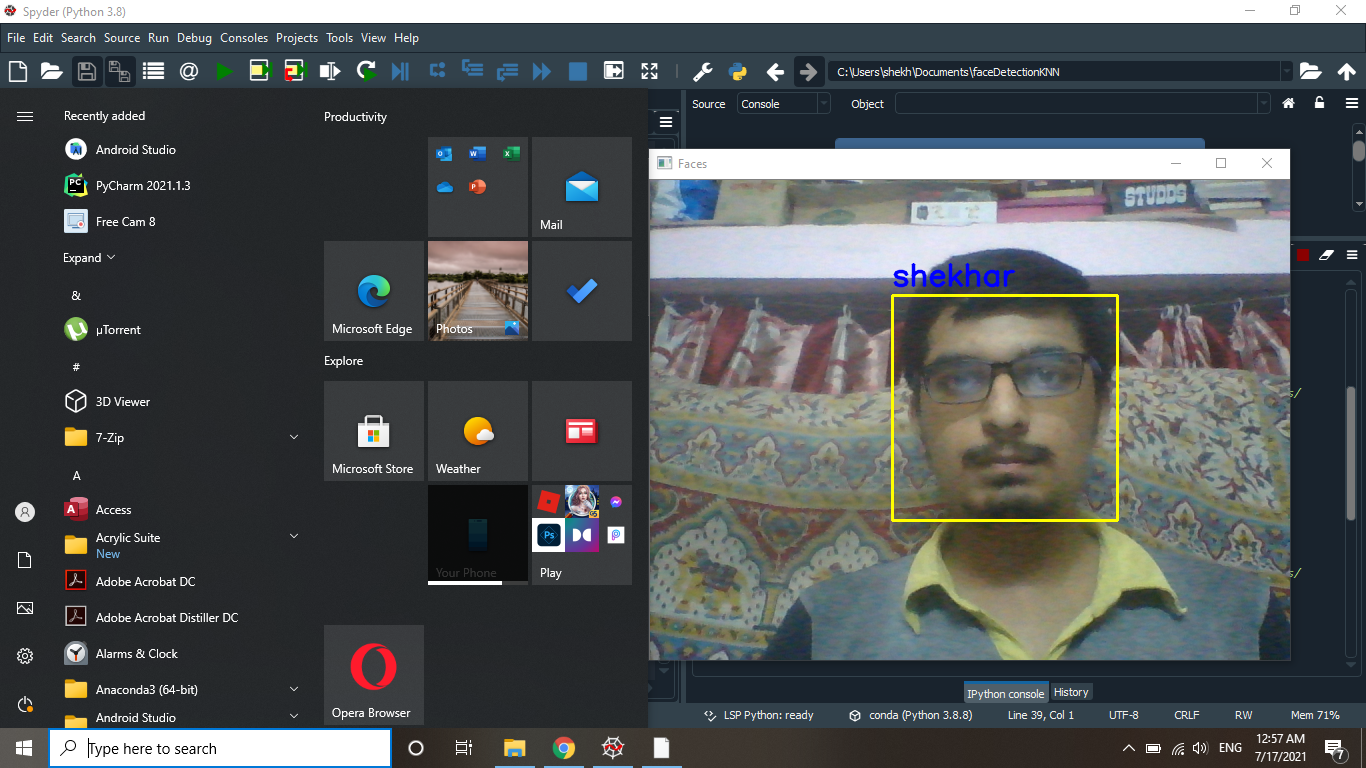 Spyder (Python 3.8)
File Edit Search Source Run Debug Consoles Projects Tools View Help
C:\Users\shekh\Documents\faceDetectionKNN
Source Console Object
Recently added
Android Studio
PyCharm 2021.1.3
Free Cam 8
Expand
&
µTorrent
#
3D Viewer
7-Zip
A
Access
Acrylic Suite
New
Adobe Acrobat DC
Adobe Acrobat Distiller DC
Alarms & Clock
Anaconda3 (64-bit)
Android Studio
Productivity
Mail
Microsoft Edge
Photos
Explore
Microsoft Store
Weather
Your Phone
Ps
Play
Opera Browser
Faces
STUDDS
shekhar
s/
s/
IPython console History
LSP Python: ready conda (Python 3.8.8) Line 39, Col 1 UTF-8 CRLF RW Mem 71%
Type here to search
ENG
12:57 AM
7/17/2021
7